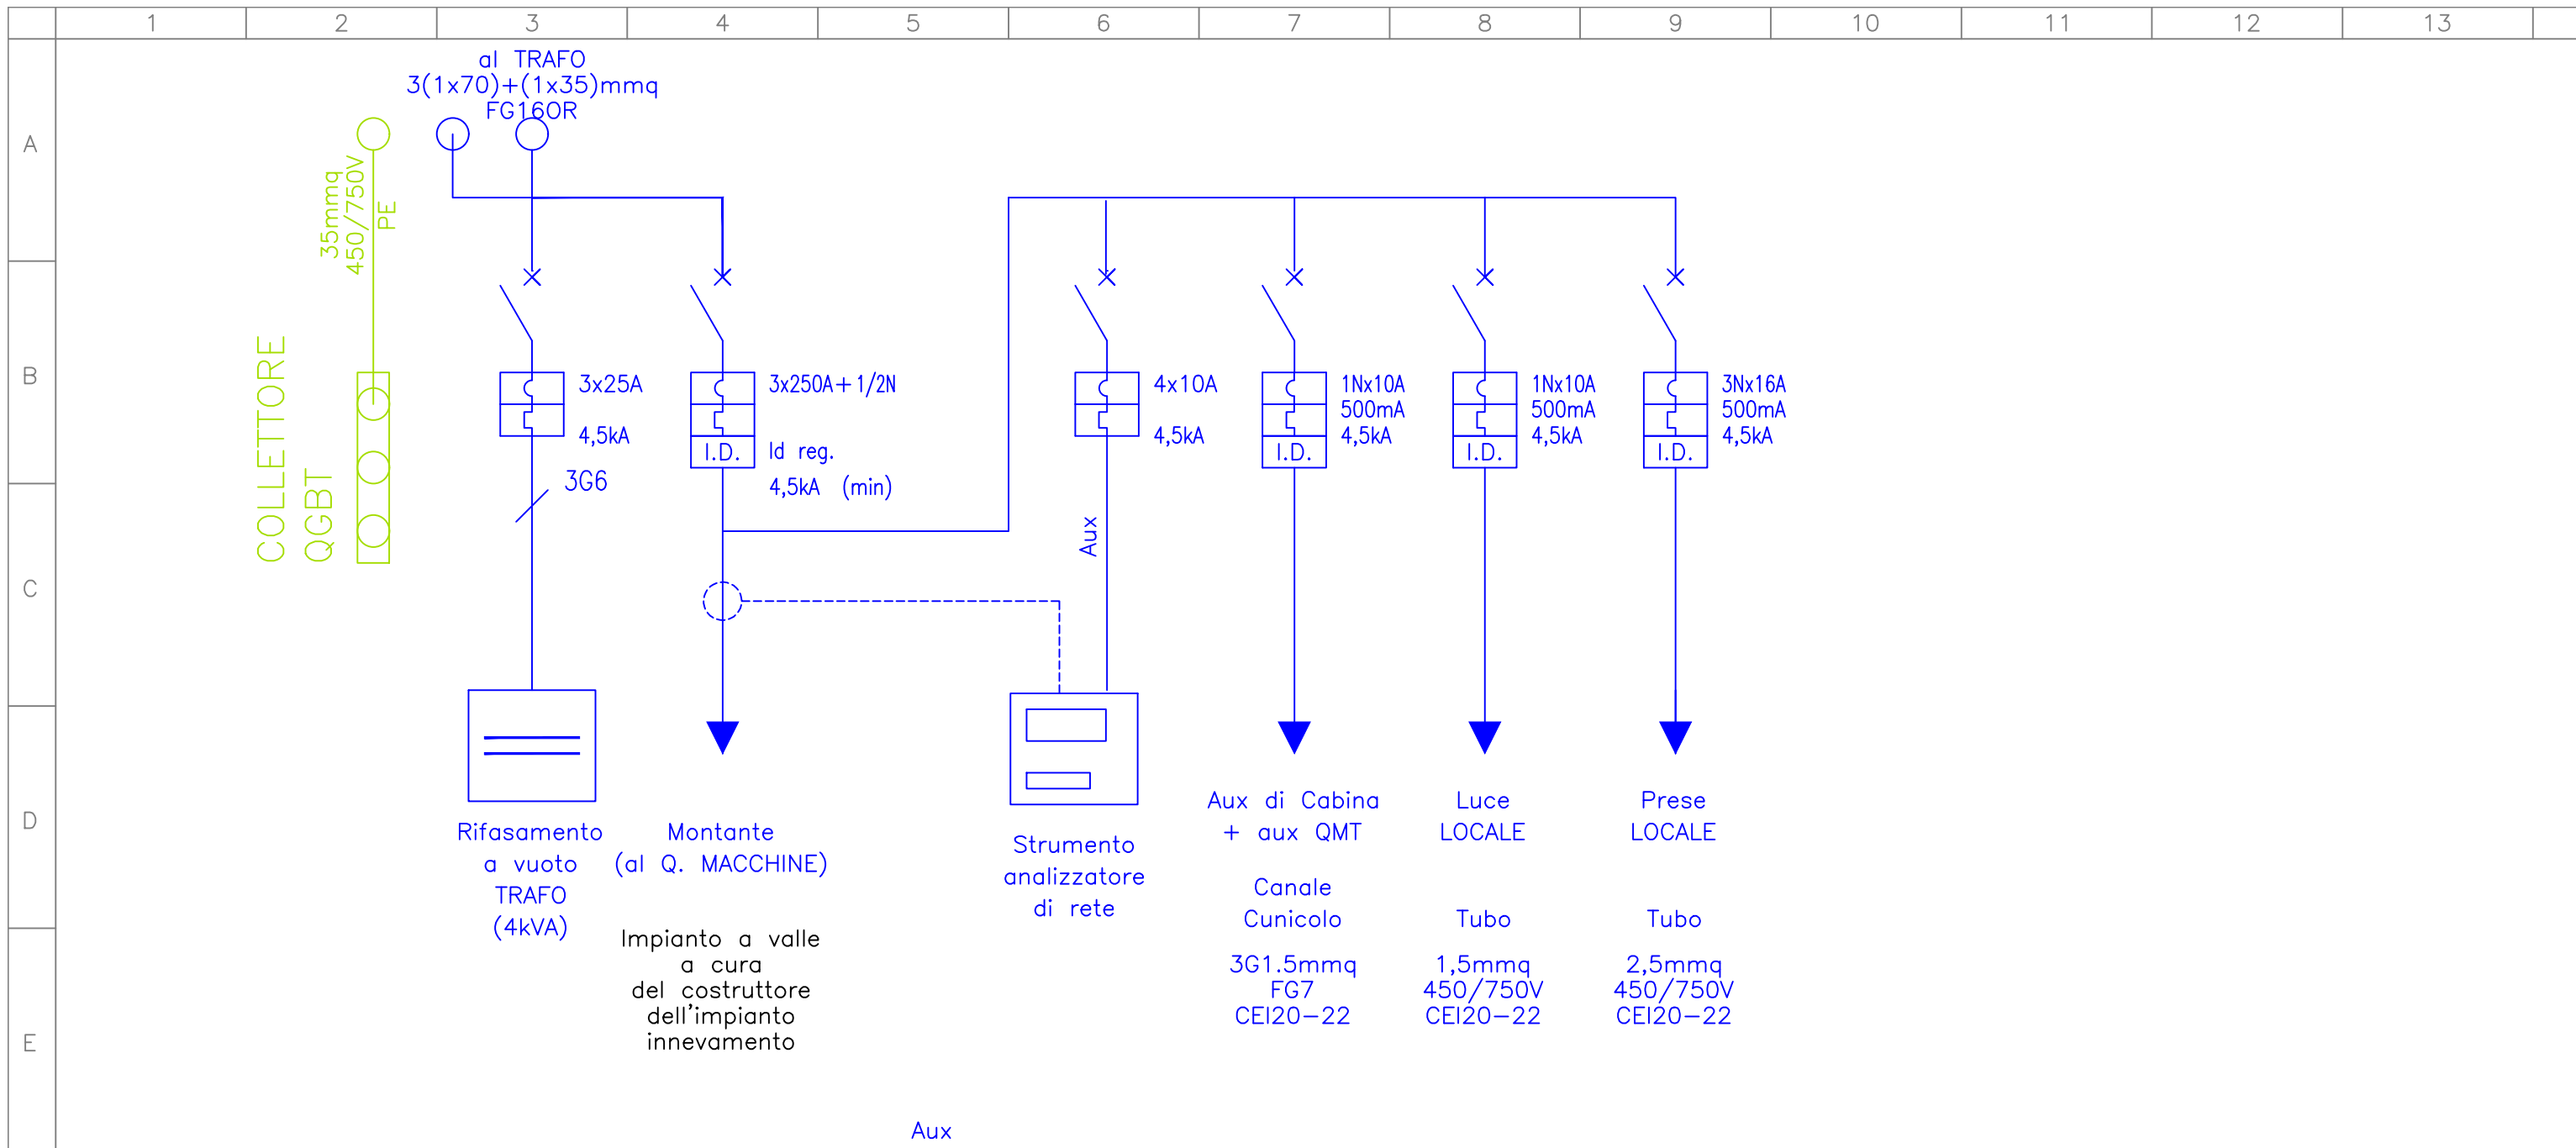 1 2 3 4 5 6 7 8 9 10 11 12 13
A
B
C
D
E
al TRAFO
3(1x70)+(1x35)mmq
FG16OR
35mmq
450/750V
PE
COLLETTORE
QGBT
3x25A
4,5kA
3G6
3x250A+1/2N
I.D.
Id reg.
4,5kA (min)
4x10A
4,5kA
Aux
1Nx10A
500mA
4,5kA
I.D.
1Nx10A
500mA
4,5kA
I.D.
3Nx16A
500mA
4,5kA
I.D.
Rifasamento
a vuoto
TRAFO
(4kVA)
Montante
(al Q. MACCHINE)
Impianto a valle
a cura
del costruttore
dell'impianto
innevamento
Strumento
analizzatore
di rete
Aux di Cabina
+ aux QMT
Canale
Cunicolo
3G1.5mmq
FG7
CEI20-22
Luce
LOCALE
Tubo
1,5mmq
450/750V
CEI20-22
Prese
LOCALE
Tubo
2,5mmq
450/750V
CEI20-22
Aux